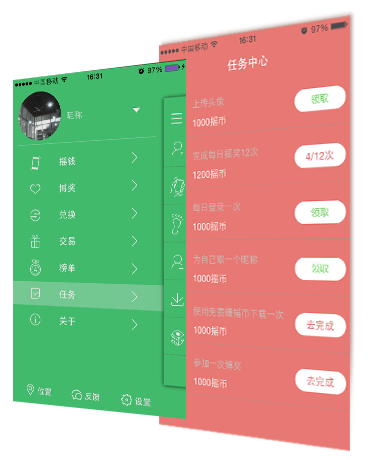 中国移动
16:31
97%
昵称
摇钱
搏奖
兑换
交易
榜单
任务
关于
位置
反馈
设置
中国移动
16:31
97%
任务中心
上传头像
1000摇币
领取
完成每日摇奖12次
1200摇币
4/12次
每日登录一次
1000摇币
领取
为自己取一个昵称
1000摇币
领取
使用免费赚摇币下载一次
1000摇币
去完成
参加一次搏奖
1000摇币
去完成